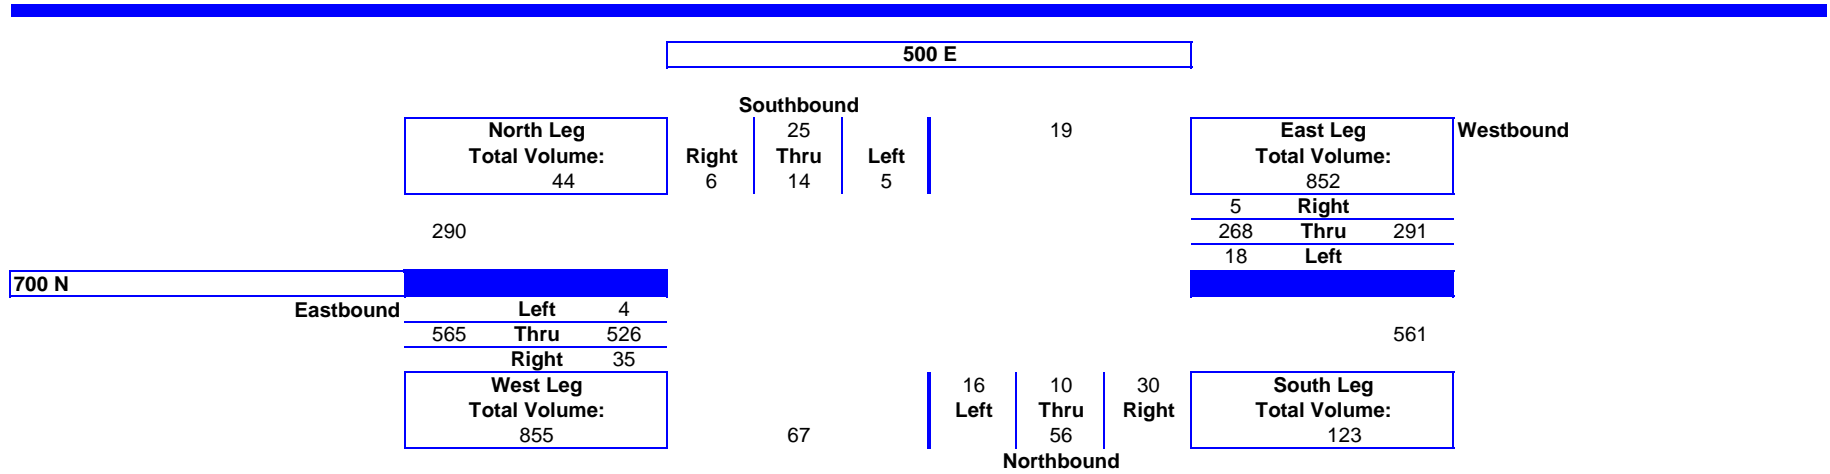 500 E
Southbound
North Leg 25 19 East Leg Westbound
Total Volume: Right Thru Left Total Volume:
44 6 14 5 852
5 Right
290 268 Thru 291
18 Left
700 N
Eastbound Left 4
565 Thru 526 561
Right 35
West Leg 16 10 30 South Leg
Total Volume: Left Thru Right Total Volume:
855 67 56 123
Northbound